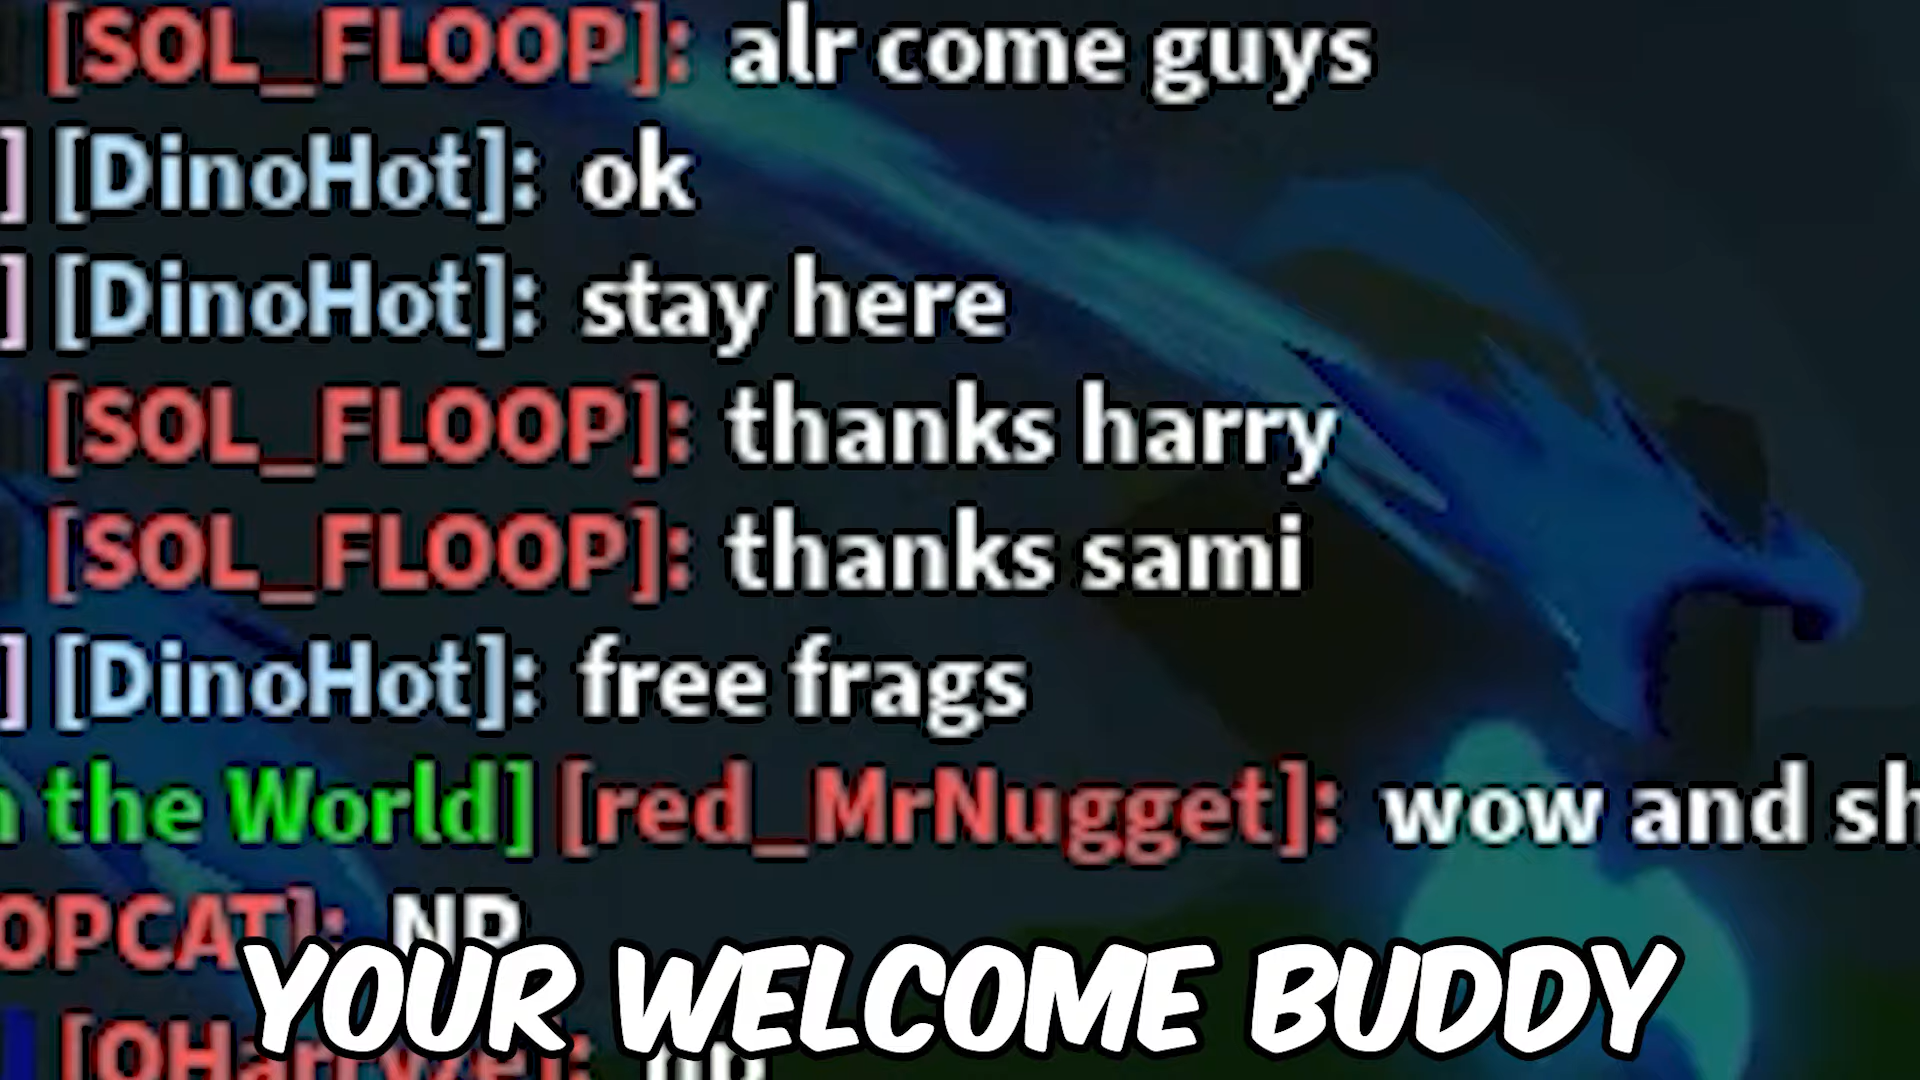 [SOL_FLOOP]: alr come guys
] [DinoHot]: ok
] [DinoHot]: stay here
[SOL_FLOOP]: thanks harry
[SOL_FLOOP]: thanks sami
] [DinoHot]: free frags
the World] [red_MrNugget]: wow and sh
OPCAT]: NP
YOUR WELCOME BUDDY